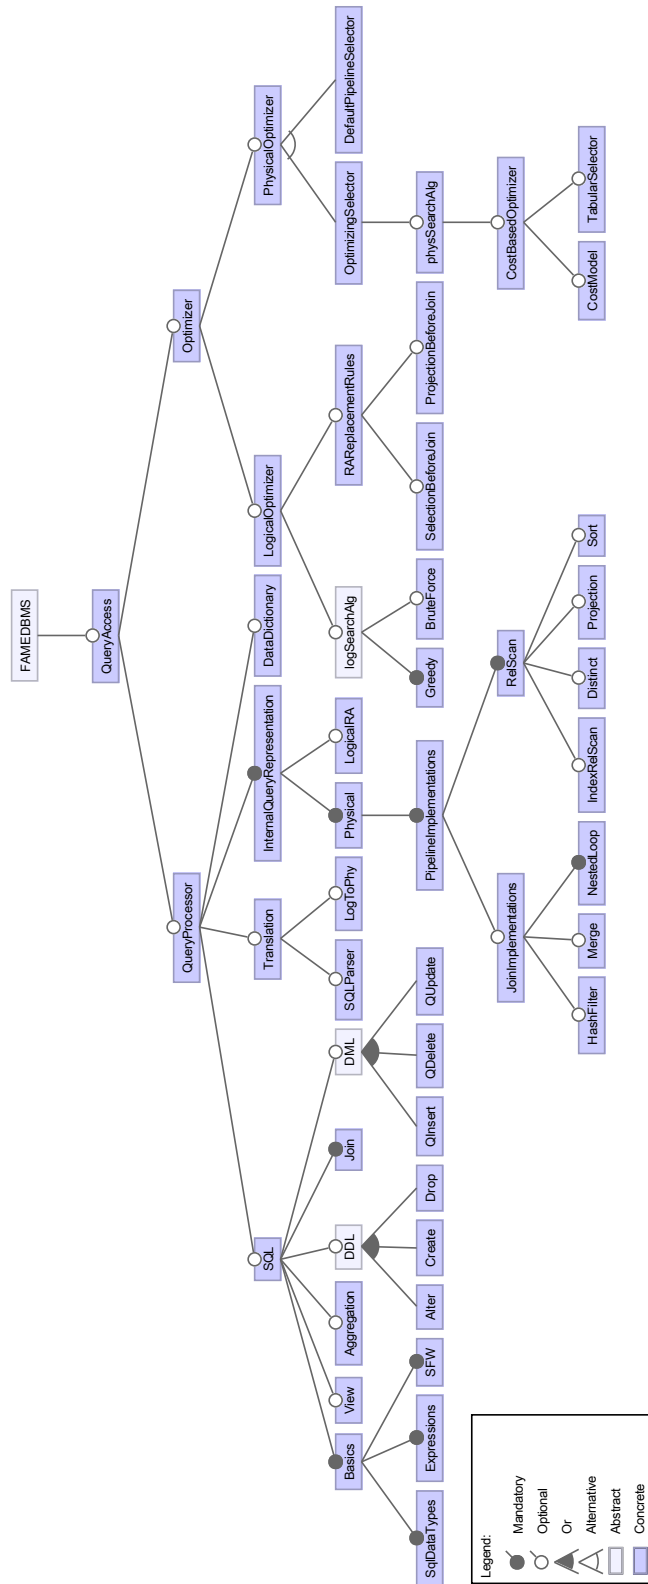 FAMEDBMS
QueryAccess
QueryProcessor
Optimizer
SQL
Translation
InternalQueryRepresentation
DataDictionary
LogicalOptimizer
PhysicalOptimizer
Basics
View
Aggregation
DDL
Join
DML
SQLParser
LogToPhy
Physical
LogicalRA
logSearchAlg
RAReplacementRules
OptimizingSelector
DefaultPipelineSelector
SqlDataTypes
Expressions
SFW
Alter
Create
Drop
QInsert
QDelete
QUpdate
PipelineImplementations
Greedy
BruteForce
SelectionBeforeJoin
ProjectionBeforeJoin
physSearchAlg
JoinImplementations
RelScan
CostBasedOptimizer
HashFilter
Merge
NestedLoop
IndexRelScan
Distinct
Projection
Sort
CostModel
TabularSelector
Legend:
Mandatory
Optional
Or
Alternative
Abstract
Concrete